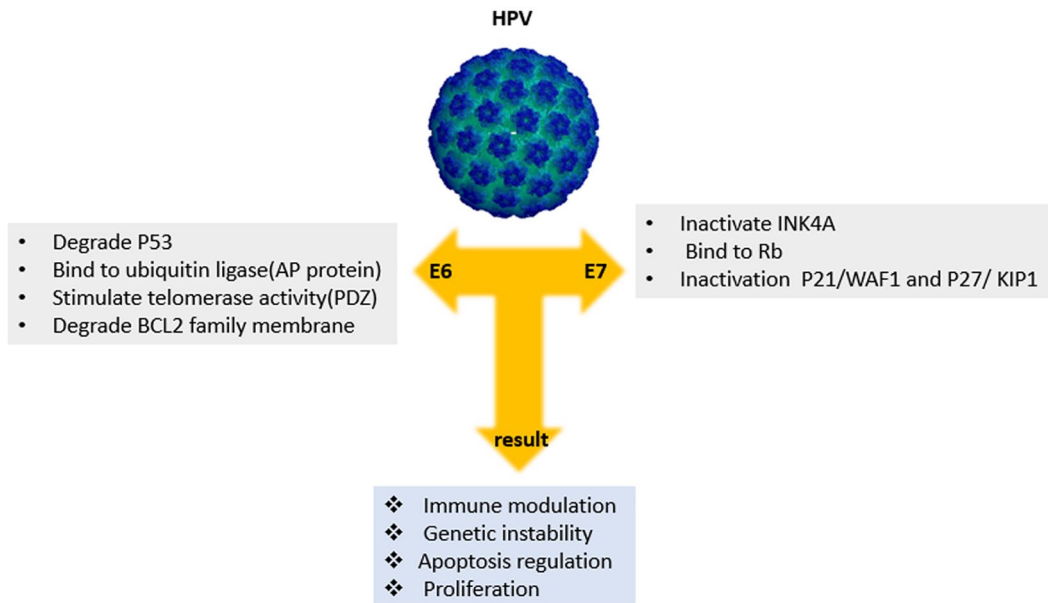 HPV
• Degrade P53
• Bind to ubiquitin ligase(AP protein)
• Stimulate telomerase activity(PDZ)
• Degrade BCL2 family membrane
E6
E7
• Inactivate INK4A
• Bind to Rb
• Inactivation P21/WAF1 and P27/ KIP1
result
❖ Immune modulation
❖ Genetic instability
❖ Apoptosis regulation
❖ Proliferation